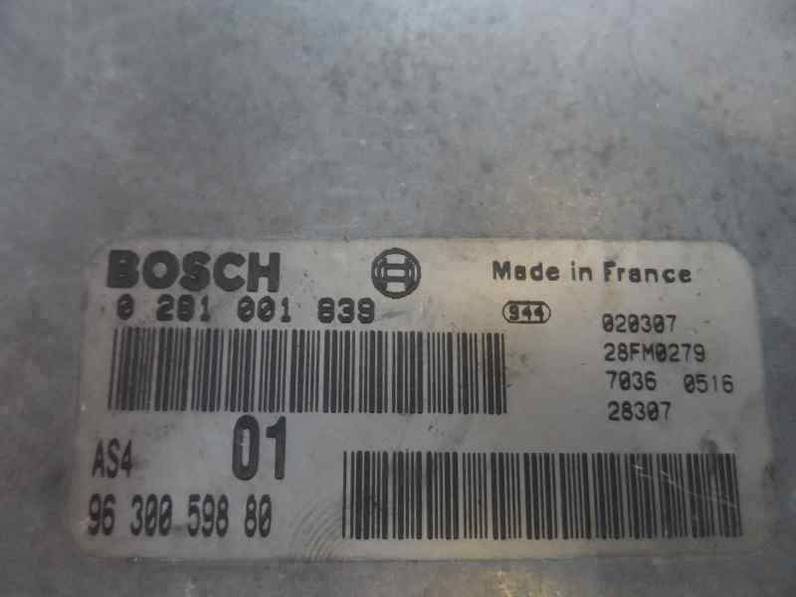 BOSCH Made in France
0 281 001 839 944 020307
28FM0279
7036 0516
28307
AS4 01
96 300 598 80